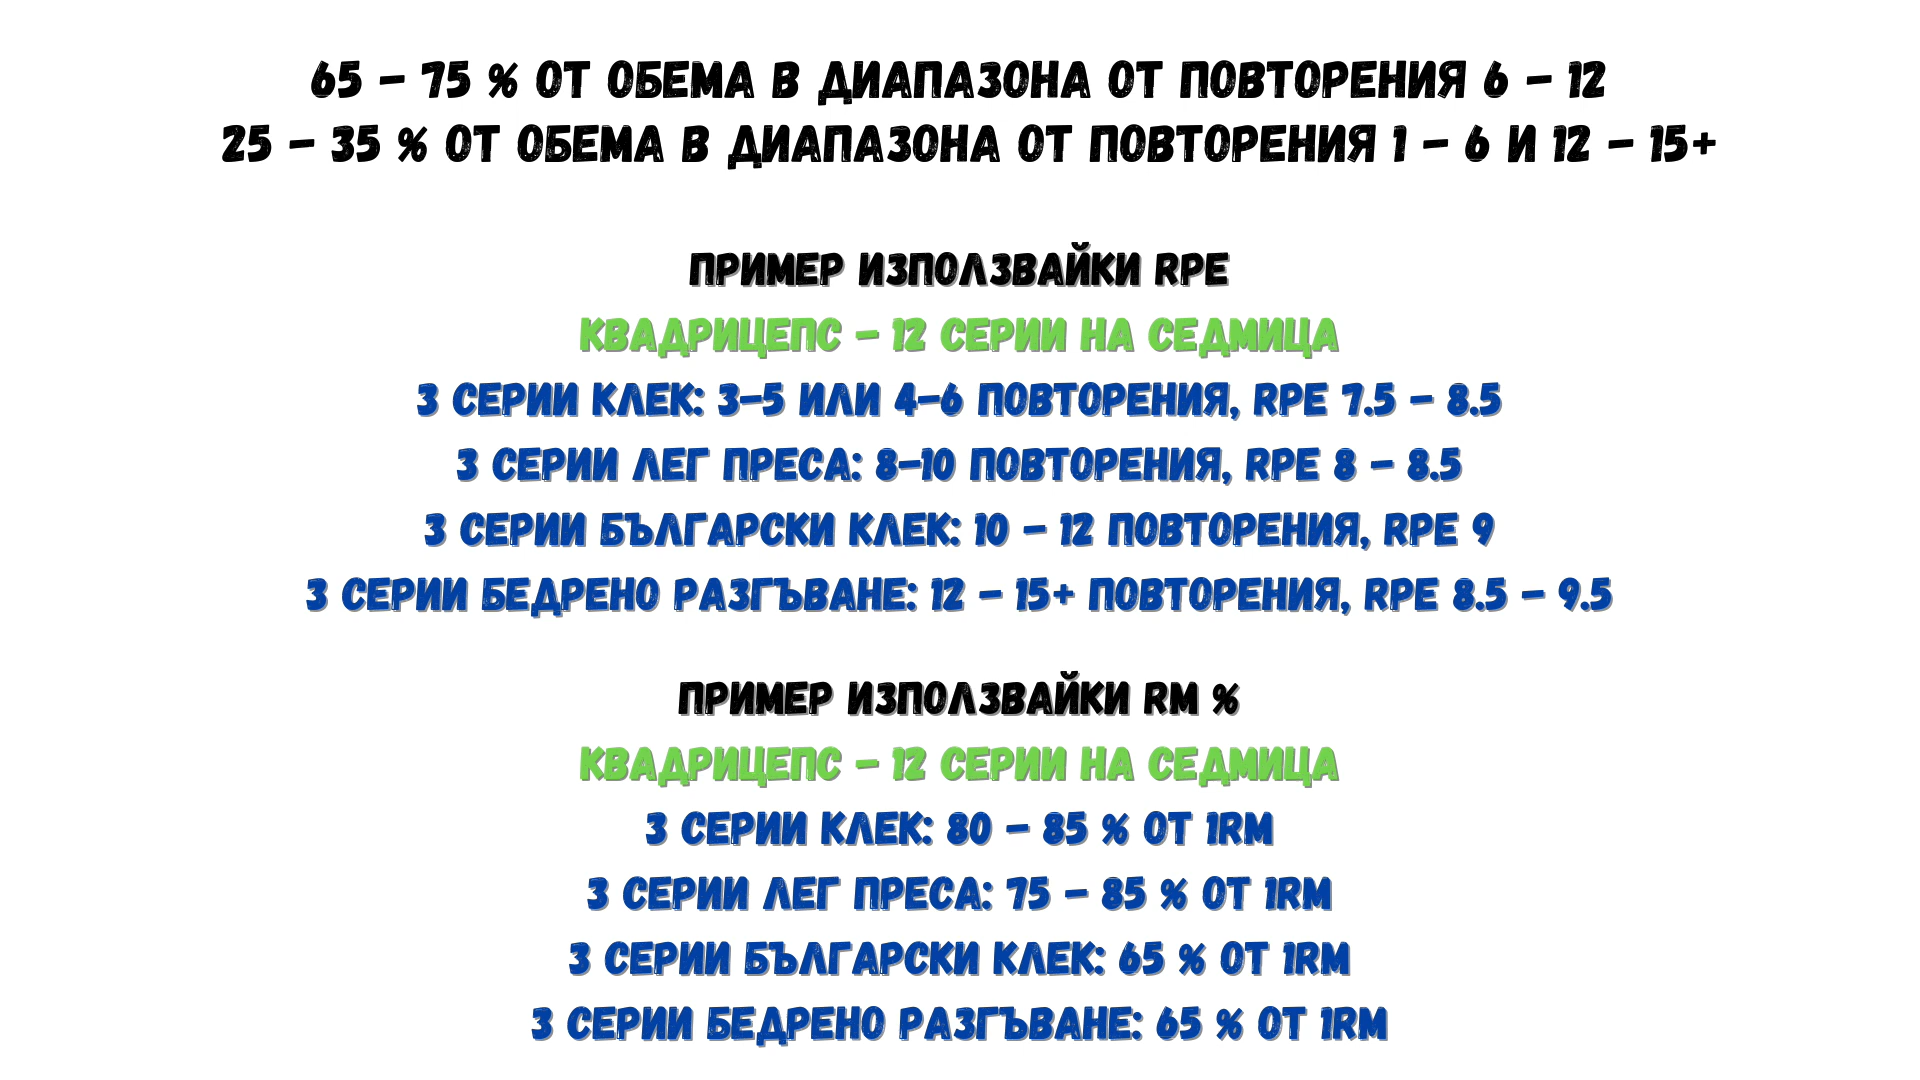 65 – 75 % ОТ ОБЕМА В ДИАПАЗОНА ОТ ПОВТОРЕНИЯ 6 – 12
25 – 35 % ОТ ОБЕМА В ДИАПАЗОНА ОТ ПОВТОРЕНИЯ 1 – 6 И 12 – 15+
ПРИМЕР ИЗПОЛЗВАЙКИ RPE
КВАДРИЦЕПС – 12 СЕРИИ НА СЕДМИЦА
3 СЕРИИ КЛЕК: 3–5 ИЛИ 4–6 ПОВТОРЕНИЯ, RPE 7.5 – 8.5
3 СЕРИИ ЛЕГ ПРЕСА: 8–10 ПОВТОРЕНИЯ, RPE 8 – 8.5
3 СЕРИИ БЪЛГАРСКИ КЛЕК: 10 – 12 ПОВТОРЕНИЯ, RPE 9
3 СЕРИИ БЕДРЕНО РАЗГЪВАНЕ: 12 – 15+ ПОВТОРЕНИЯ, RPE 8.5 – 9.5
ПРИМЕР ИЗПОЛЗВАЙКИ RM %
КВАДРИЦЕПС – 12 СЕРИИ НА СЕДМИЦА
3 СЕРИИ КЛЕК: 80 – 85 % ОТ 1RM
3 СЕРИИ ЛЕГ ПРЕСА: 75 – 85 % ОТ 1RM
3 СЕРИИ БЪЛГАРСКИ КЛЕК: 65 % ОТ 1RM
3 СЕРИИ БЕДРЕНО РАЗГЪВАНЕ: 65 % ОТ 1RM